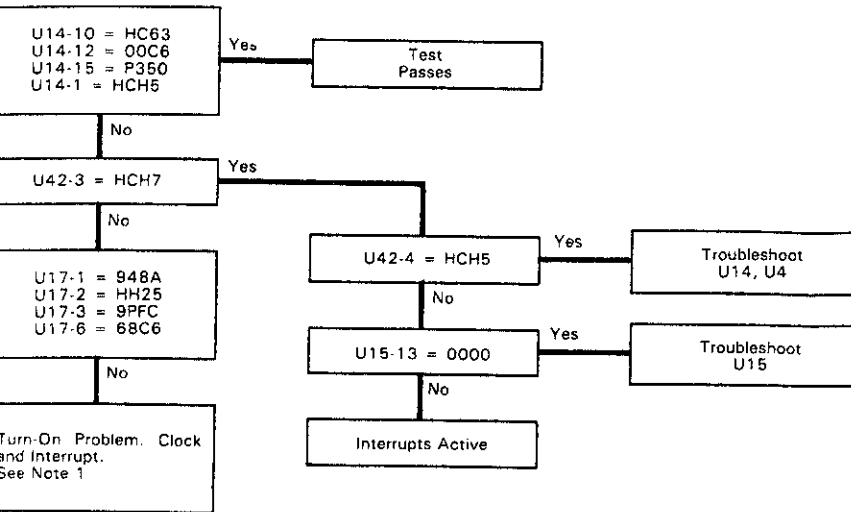 U14-10 = HC63
U14-12 = 00C6
U14-15 = P350
U14-1 = HCH5
Yes
Test
Passes
No
U42-3 = HCH7
Yes
No
U42-4 = HCH5
Yes
Troubleshoot
U14, U4
No
U17-1 = 948A
U17-2 = HH25
U17-3 = 9PFC
U17-6 = 68C6
U15-13 = 0000
Yes
Troubleshoot
U15
No
No
Turn-On Problem. Clock
and Interrupt.
See Note 1
Interrupts Active